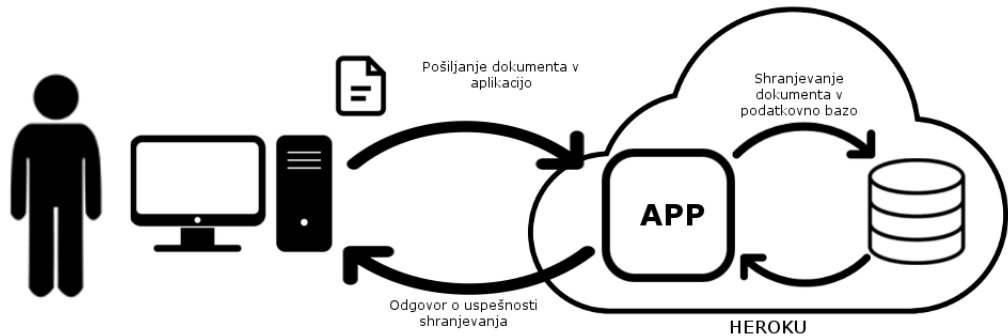 Pošiljanje dokumenta v
aplikacijo
Shranjevanje
dokumenta v
podatkovno bazo
APP
Odgovor o uspešnosti
shranjevanja
HEROKU